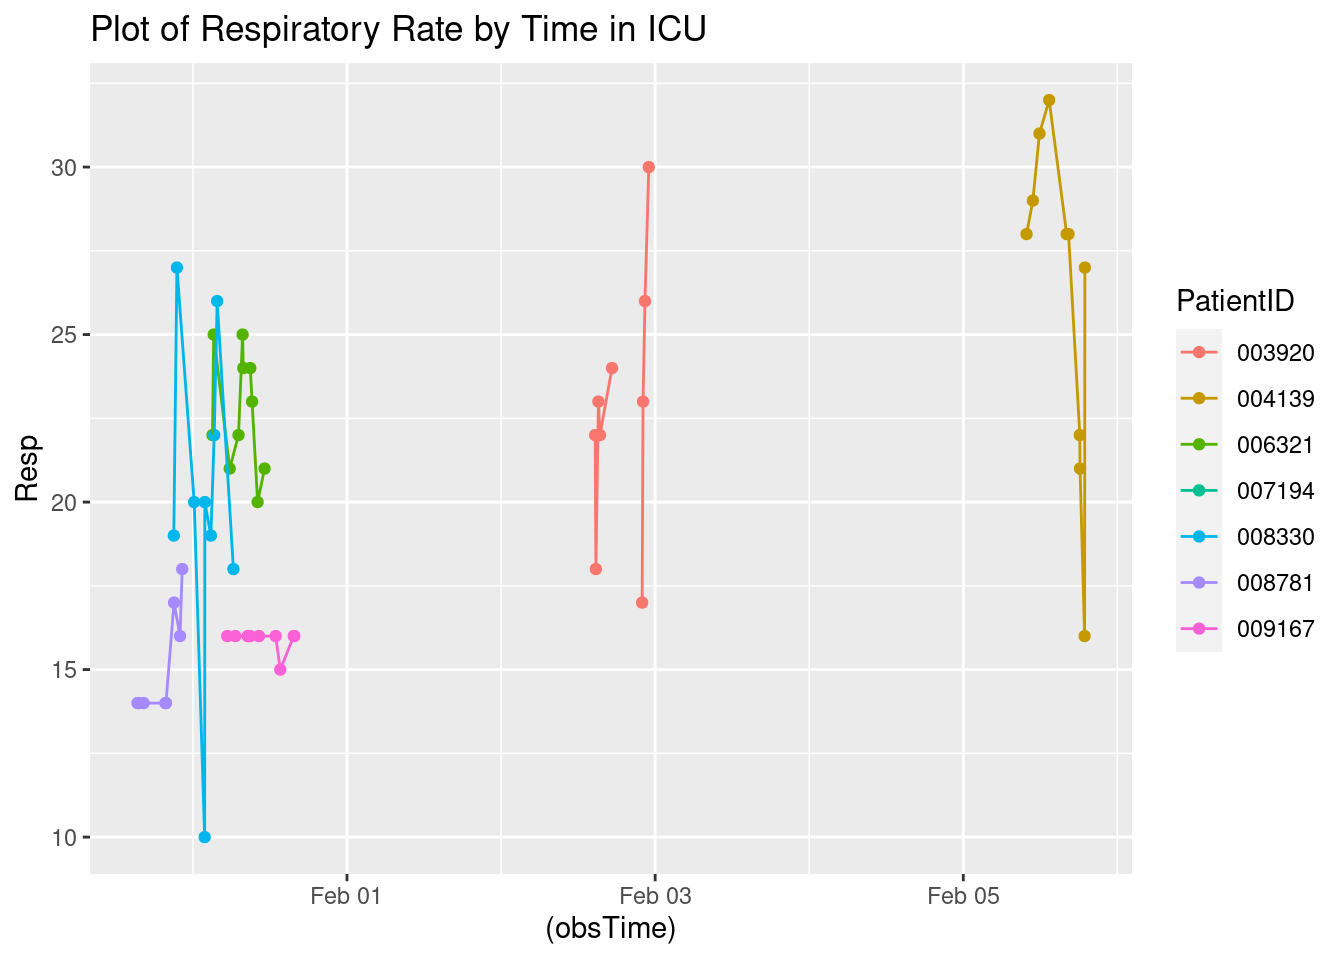 Plot of Respiratory Rate by Time in ICU
Resp
30
25
20
15
10
Feb 01
Feb 03
Feb 05
(obsTime)
PatientID
003920
004139
006321
007194
008330
008781
009167